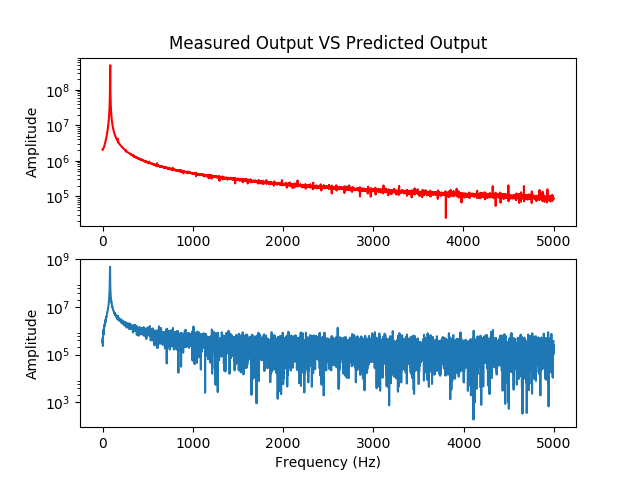 Measured Output VS Predicted Output
Amplitude
10⁸
10⁷
10⁶
10⁵
0 1000 2000 3000 4000 5000
Amplitude
10⁹
10⁷
10⁵
10³
0 1000 2000 3000 4000 5000
Frequency (Hz)